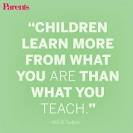 Parents
"CHILDREN
LEARN MORE
FROM WHAT
YOU ARE THAN
WHAT YOU
TEACH."